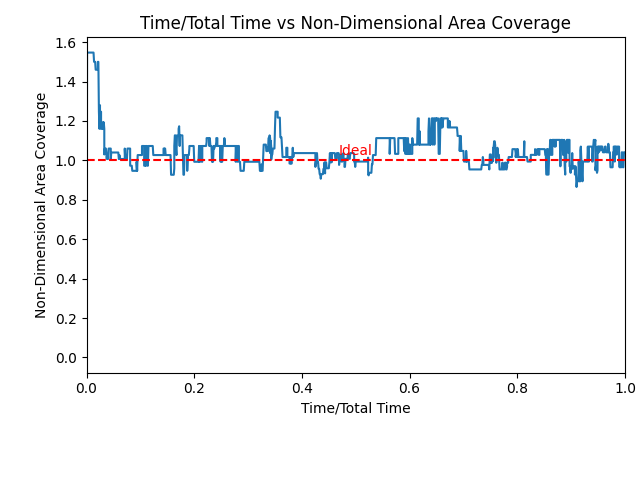 Time/Total Time vs Non-Dimensional Area Coverage
Non-Dimensional Area Coverage
1.6
1.4
1.2
1.0
0.8
0.6
0.4
0.2
0.0
Ideal
0.0 0.2 0.4 0.6 0.8 1.0
Time/Total Time